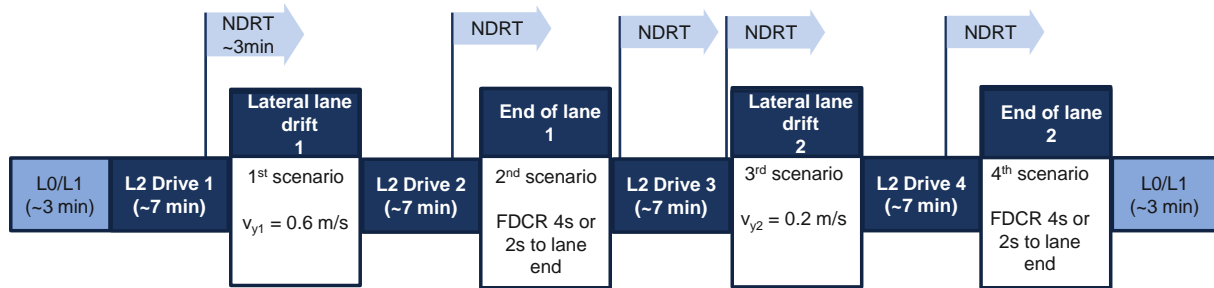 NDRT
~3min
NDRT
NDRT
NDRT
NDRT
L0/L1
(~3 min)
L2 Drive 1
(~7 min)
Lateral lane
drift
1
1st scenario
vy1 = 0.6 m/s
L2 Drive 2
(~7 min)
End of lane
1
2nd scenario
FDCR 4s or
2s to lane
end
L2 Drive 3
(~7 min)
Lateral lane
drift
2
3rd scenario
vy2 = 0.2 m/s
L2 Drive 4
(~7 min)
End of lane
2
4th scenario
FDCR 4s or
2s to lane
end
L0/L1
(~3 min)